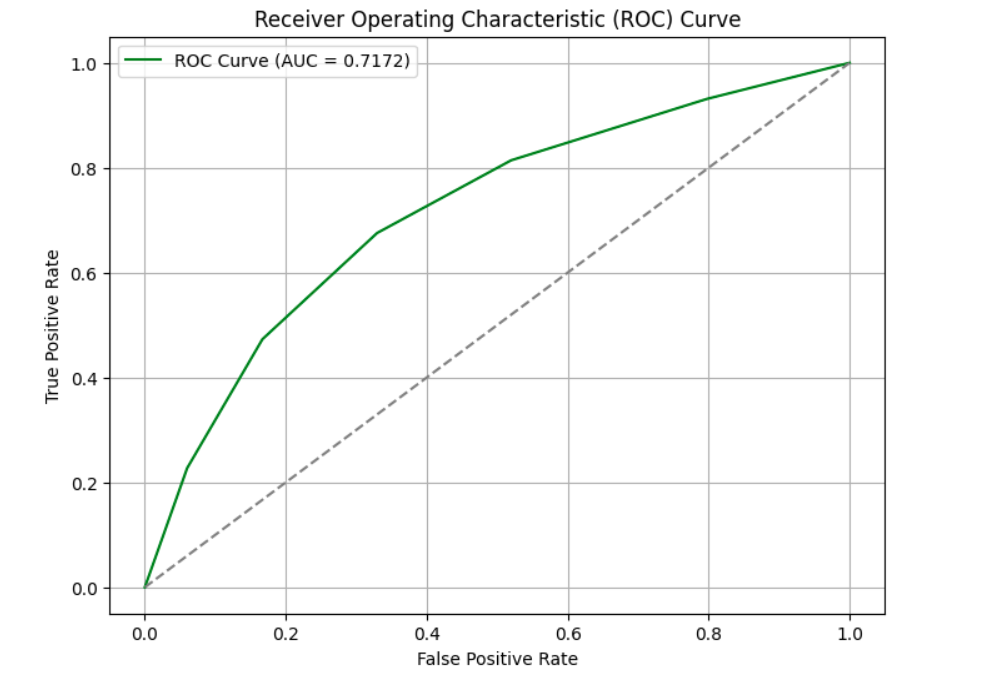 Receiver Operating Characteristic (ROC) Curve
ROC Curve (AUC = 0.7172)
1.0
0.8
0.6
0.4
0.2
0.0
True Positive Rate
0.0 0.2 0.4 0.6 0.8 1.0
False Positive Rate